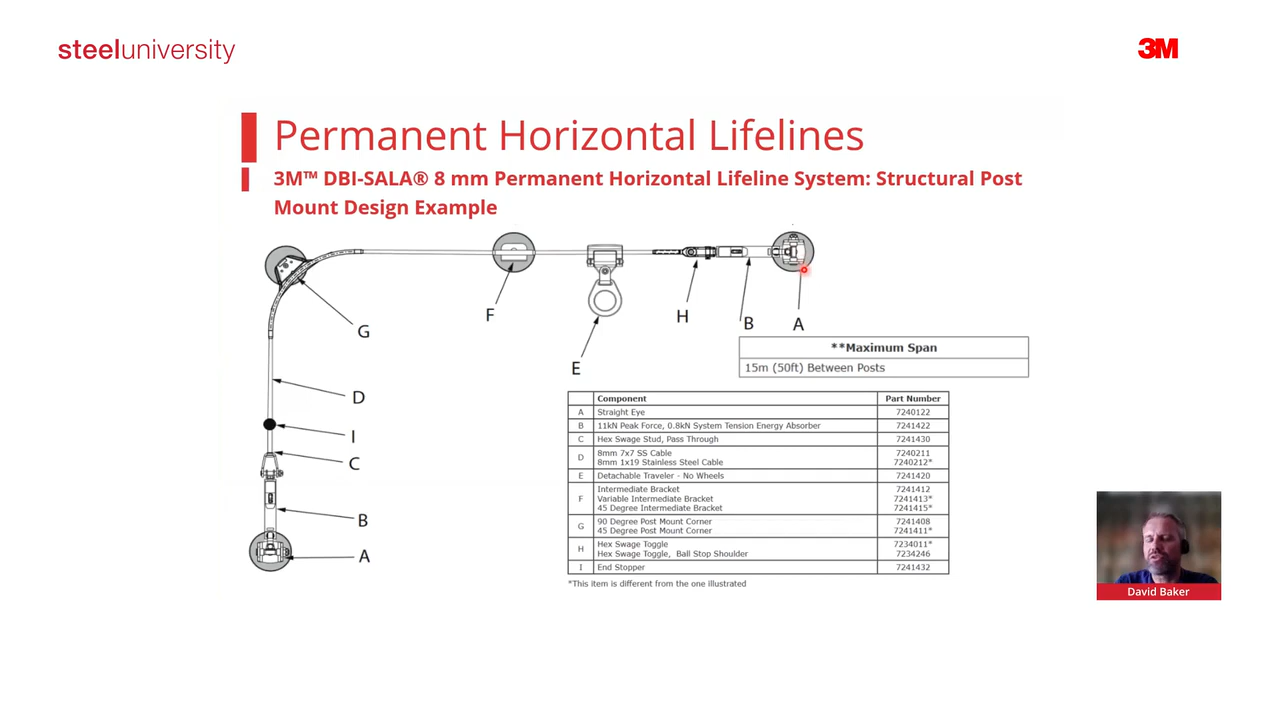 steeluniversity
3M
Permanent Horizontal Lifelines
3M™ DBI-SALA® 8 mm Permanent Horizontal Lifeline System: Structural Post
Mount Design Example
G
F
E
H
B
A
D
I
C
B
A
**Maximum Span
15m (50ft) Between Posts
Component Part Number
A Straight Eye 7240122
B 11kN Peak Force, 0.8kN System Tension Energy Absorber 7241422
C Hex Swage Stud, Pass Through 7241430
D 8mm 7x7 SS Cable 7240211
8mm 1x19 Stainless Steel Cable 7240212*
E Detachable Traveler - No Wheels 7241420
F Intermediate Bracket 7241412
Variable Intermediate Bracket 7241413*
45 Degree Intermediate Bracket 7241415*
G 90 Degree Post Mount Corner 7241408
45 Degree Post Mount Corner 7241411*
H Hex Swage Toggle 7234011*
Hex Swage Toggle, Ball Stop Shoulder 7234246
I End Stopper 7241432
*This item is different from the one illustrated
David Baker